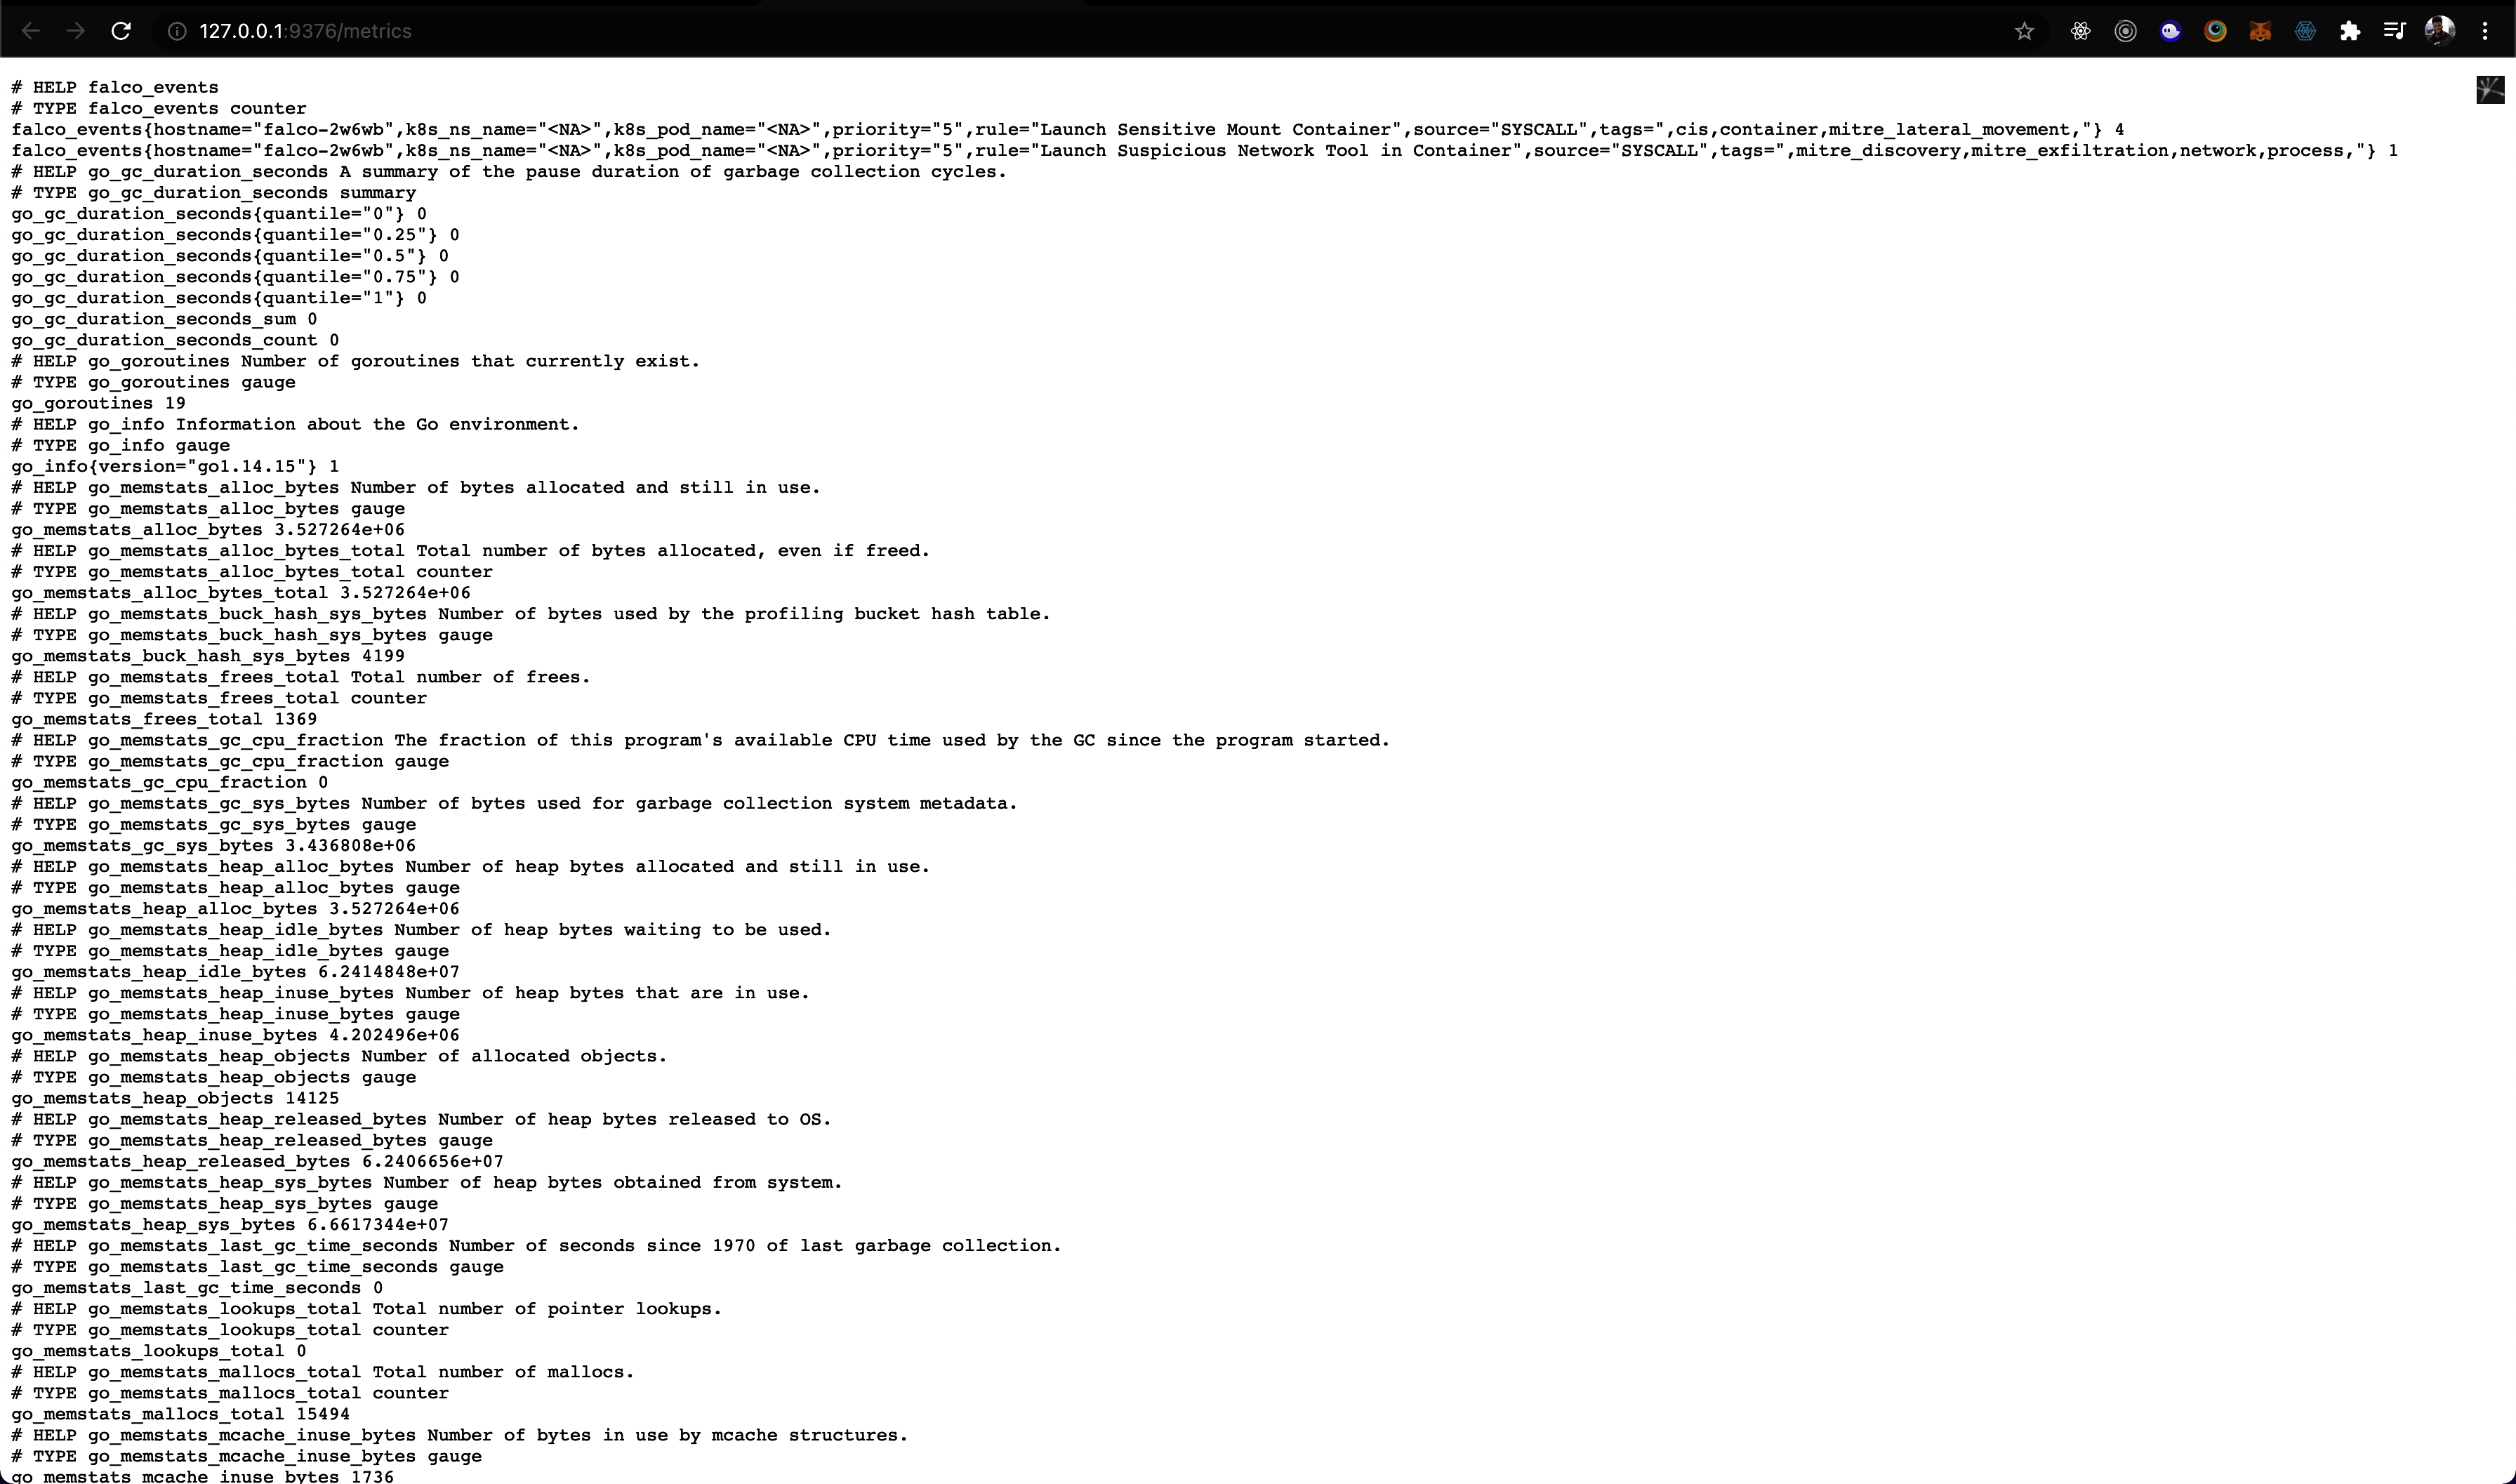 127.0.0.1:9376/metrics
# HELP falco_events
# TYPE falco_events counter
falco_events{hostname="falco-2w6wb",k8s_ns_name="<NA>",k8s_pod_name="<NA>",priority="5",rule="Launch Sensitive Mount Container",source="SYSCALL",tags=",cis,container,mitre_lateral_movement,"} 4
falco_events{hostname="falco-2w6wb",k8s_ns_name="<NA>",k8s_pod_name="<NA>",priority="5",rule="Launch Suspicious Network Tool in Container",source="SYSCALL",tags=",mitre_discovery,mitre_exfiltration,network,process,"} 1
# HELP go_gc_duration_seconds A summary of the pause duration of garbage collection cycles.
# TYPE go_gc_duration_seconds summary
go_gc_duration_seconds{quantile="0"} 0
go_gc_duration_seconds{quantile="0.25"} 0
go_gc_duration_seconds{quantile="0.5"} 0
go_gc_duration_seconds{quantile="0.75"} 0
go_gc_duration_seconds{quantile="1"} 0
go_gc_duration_seconds_sum 0
go_gc_duration_seconds_count 0
# HELP go_goroutines Number of goroutines that currently exist.
# TYPE go_goroutines gauge
go_goroutines 19
# HELP go_info Information about the Go environment.
# TYPE go_info gauge
go_info{version="go1.14.15"} 1
# HELP go_memstats_alloc_bytes Number of bytes allocated and still in use.
# TYPE go_memstats_alloc_bytes gauge
go_memstats_alloc_bytes 3.527264e+06
# HELP go_memstats_alloc_bytes_total Total number of bytes allocated, even if freed.
# TYPE go_memstats_alloc_bytes_total counter
go_memstats_alloc_bytes_total 3.527264e+06
# HELP go_memstats_buck_hash_sys_bytes Number of bytes used by the profiling bucket hash table.
# TYPE go_memstats_buck_hash_sys_bytes gauge
go_memstats_buck_hash_sys_bytes 4199
# HELP go_memstats_frees_total Total number of frees.
# TYPE go_memstats_frees_total counter
go_memstats_frees_total 1369
# HELP go_memstats_gc_cpu_fraction The fraction of this program's available CPU time used by the GC since the program started.
# TYPE go_memstats_gc_cpu_fraction gauge
go_memstats_gc_cpu_fraction 0
# HELP go_memstats_gc_sys_bytes Number of bytes used for garbage collection system metadata.
# TYPE go_memstats_gc_sys_bytes gauge
go_memstats_gc_sys_bytes 3.436808e+06
# HELP go_memstats_heap_alloc_bytes Number of heap bytes allocated and still in use.
# TYPE go_memstats_heap_alloc_bytes gauge
go_memstats_heap_alloc_bytes 3.527264e+06
# HELP go_memstats_heap_idle_bytes Number of heap bytes waiting to be used.
# TYPE go_memstats_heap_idle_bytes gauge
go_memstats_heap_idle_bytes 6.2414848e+07
# HELP go_memstats_heap_inuse_bytes Number of heap bytes that are in use.
# TYPE go_memstats_heap_inuse_bytes gauge
go_memstats_heap_inuse_bytes 4.202496e+06
# HELP go_memstats_heap_objects Number of allocated objects.
# TYPE go_memstats_heap_objects gauge
go_memstats_heap_objects 14125
# HELP go_memstats_heap_released_bytes Number of heap bytes released to OS.
# TYPE go_memstats_heap_released_bytes gauge
go_memstats_heap_released_bytes 6.2406656e+07
# HELP go_memstats_heap_sys_bytes Number of heap bytes obtained from system.
# TYPE go_memstats_heap_sys_bytes gauge
go_memstats_heap_sys_bytes 6.6617344e+07
# HELP go_memstats_last_gc_time_seconds Number of seconds since 1970 of last garbage collection.
# TYPE go_memstats_last_gc_time_seconds gauge
go_memstats_last_gc_time_seconds 0
# HELP go_memstats_lookups_total Total number of pointer lookups.
# TYPE go_memstats_lookups_total counter
go_memstats_lookups_total 0
# HELP go_memstats_mallocs_total Total number of mallocs.
# TYPE go_memstats_mallocs_total counter
go_memstats_mallocs_total 15494
# HELP go_memstats_mcache_inuse_bytes Number of bytes in use by mcache structures.
# TYPE go_memstats_mcache_inuse_bytes gauge
go_memstats_mcache_inuse_bytes 1736